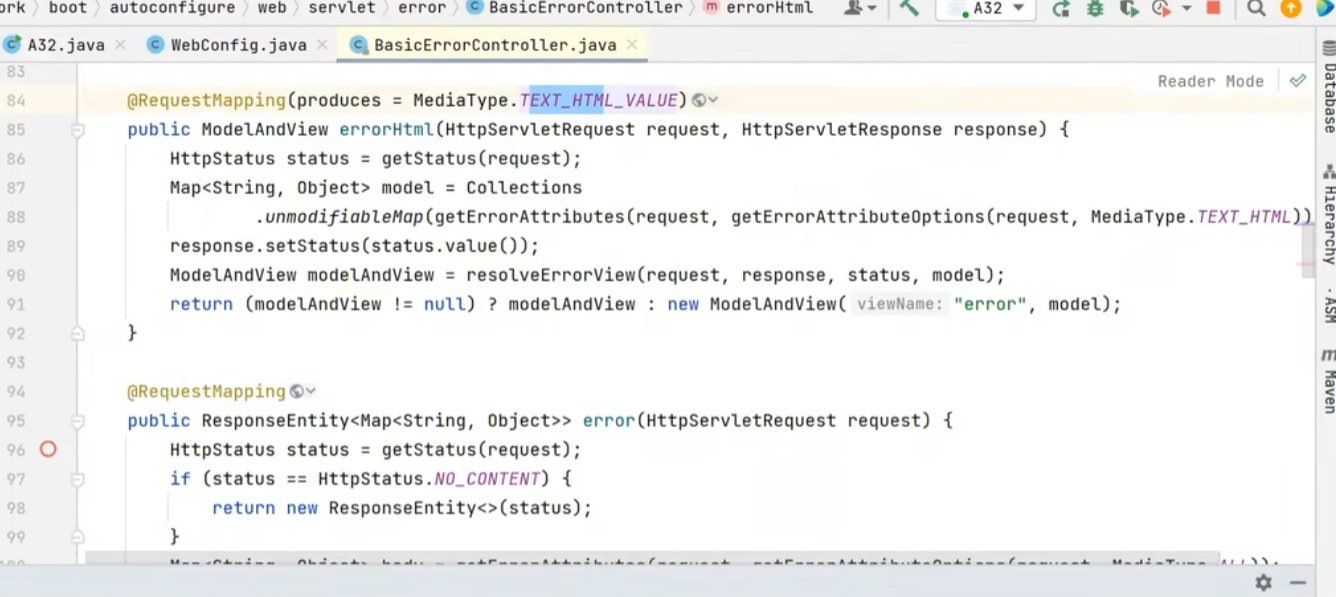 ork boot autoconfigure web servlet error BasicErrorController errorHtml A32
A32.java WebConfig.java BasicErrorController.java
Reader Mode
83
84 @RequestMapping(produces = MediaType.TEXT_HTML_VALUE)
85 public ModelAndView errorHtml(HttpServletRequest request, HttpServletResponse response) {
86 HttpStatus status = getStatus(request);
87 Map<String, Object> model = Collections
88 .unmodifiableMap(getErrorAttributes(request, getErrorAttributeOptions(request, MediaType.TEXT_HTML))
89 response.setStatus(status.value());
90 ModelAndView modelAndView = resolveErrorView(request, response, status, model);
91 return (modelAndView != null) ? modelAndView : new ModelAndView( viewName: "error", model);
92 }
93
94 @RequestMapping
95 public ResponseEntity<Map<String, Object>> error(HttpServletRequest request) {
96 HttpStatus status = getStatus(request);
97 if (status == HttpStatus.NO_CONTENT) {
98 return new ResponseEntity<>(status);
99 }
Database
Hierarchy
ASM
Maven